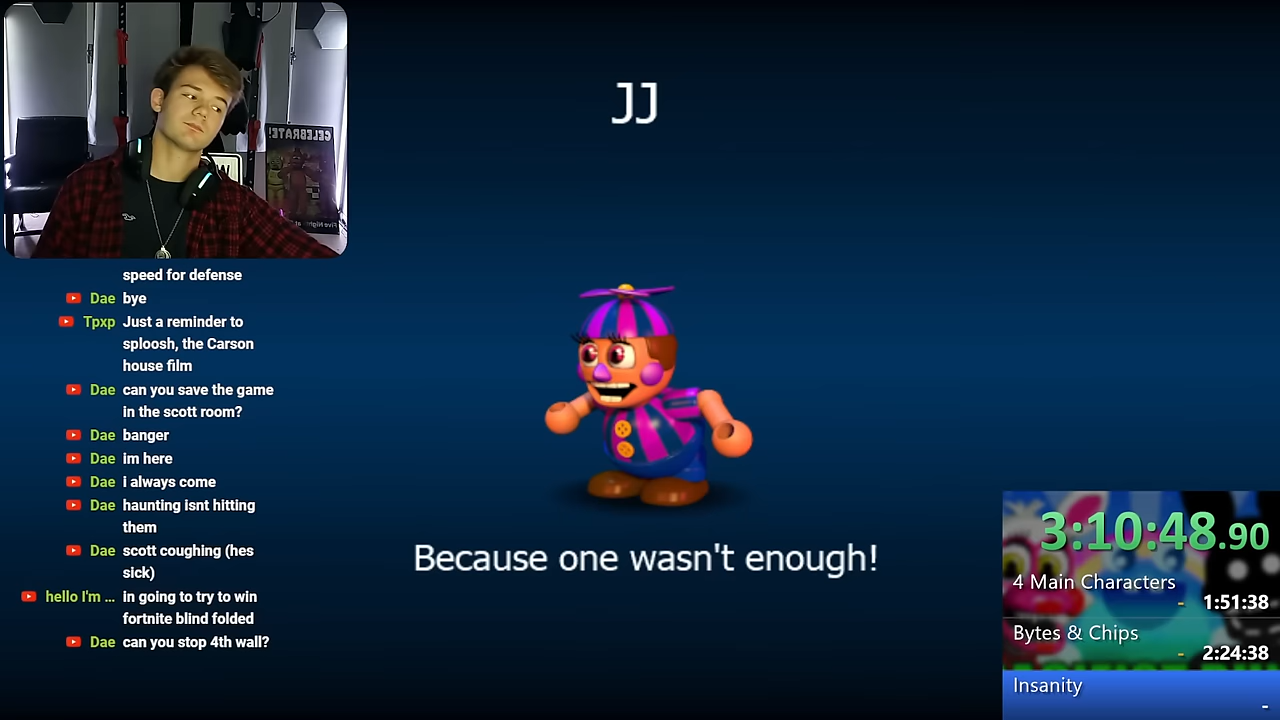 CELEBRATE!
JJ
speed for defense
Dae bye
Tpxp Just a reminder to
sploosh, the Carson
house film
Dae can you save the game
in the scott room?
Dae banger
Dae im here
Dae i always come
Dae haunting isnt hitting
them
Dae scott coughing (hes
sick)
hello I'm ... in going to try to win
fortnite blind folded
Dae can you stop 4th wall?
Because one wasn't enough!
3:10:48.90
4 Main Characters
- 1:51:38
Bytes & Chips
- 2:24:38
Insanity
-